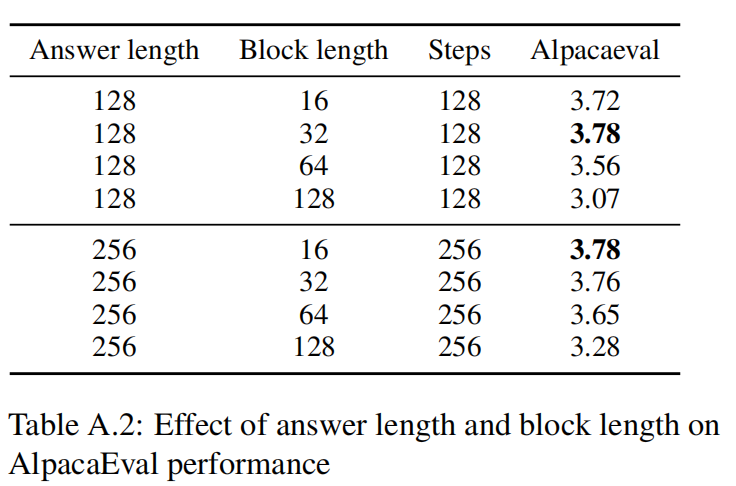 Answer length Block length Steps Alpacaeval
128 16 128 3.72
128 32 128 3.78
128 64 128 3.56
128 128 128 3.07
256 16 256 3.78
256 32 256 3.76
256 64 256 3.65
256 128 256 3.28
Table A.2: Effect of answer length and block length on
AlpacaEval performance